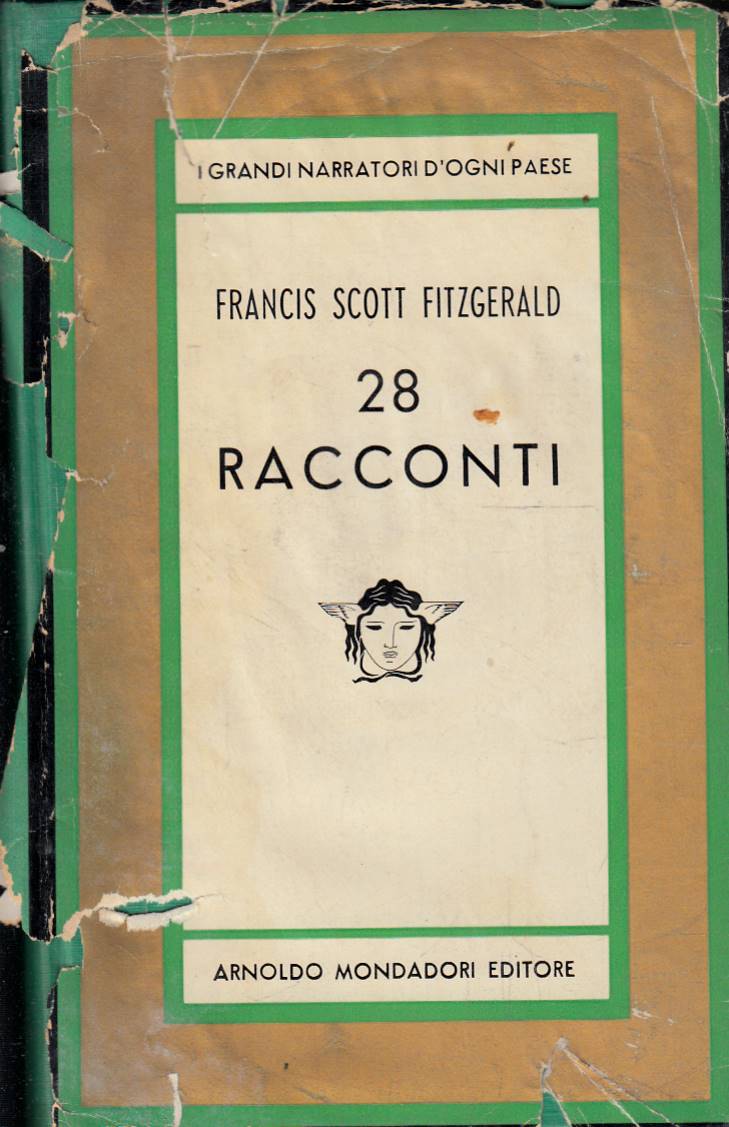 I GRANDI NARRATORI D'OGNI PAESE
FRANCIS SCOTT FITZGERALD
28
RACCONTI
ARNOLDO MONDADORI EDITORE